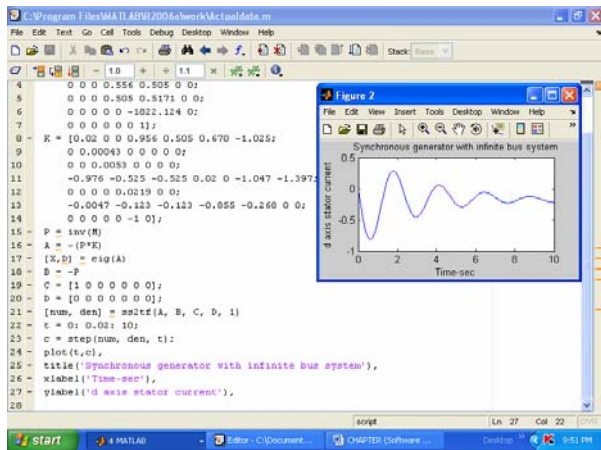 C:\Program Files\MATLAB\R2006a\work\Actualdata.m
File Edit Text Go Cell Tools Debug Desktop Window Help
Stack: Base
- 1.0 + ÷ 1.1 ×
4 0 0 0 0.556 0.505 0 0;
5 0 0 0 0.505 0.5171 0 0;
6 0 0 0 0 0 -1822.124 0;
7 0 0 0 0 0 0 1];
8 - K = [0.02 0 0 0.956 0.505 0.670 -1.025;
9 0 0.00043 0 0 0 0 0;
10 0 0 0.0053 0 0 0 0;
11 -0.976 -0.525 -0.525 0.02 0 -1.047 -1.397;
12 0 0 0 0 0.0219 0 0;
13 -0.0047 -0.123 -0.123 -0.855 -0.268 0 0;
14 0 0 0 0 0 -1 0];
15 - P = inv(M)
16 - A = -(P*K)
17 - [X,D] = eig(A)
18 - B = -P
19 - C = [1 0 0 0 0 0 0];
20 - D = [0 0 0 0 0 0 0];
21 - [num, den] = ss2tf(A, B, C, D, 1)
22 - t = 0: 0.02: 10;
23 - c = step(num, den, t);
24 - plot(t,c),
25 - title('Synchronous generator with infinite bus system'),
26 - xlabel('Time-sec'),
27 - ylabel('d axis stator current'),
28
Figure 2
File Edit View Insert Tools Desktop Window Help
Synchronous generator with infinite bus system
d axis stator current
0.5
0
-0.5
-1
0 2 4 6 8 10
Time-sec
script Ln 27 Col 22 OVR
start 4 MATLAB Editor - C:\Document... CHAPTER (Software ... Desktop 9:51 PM